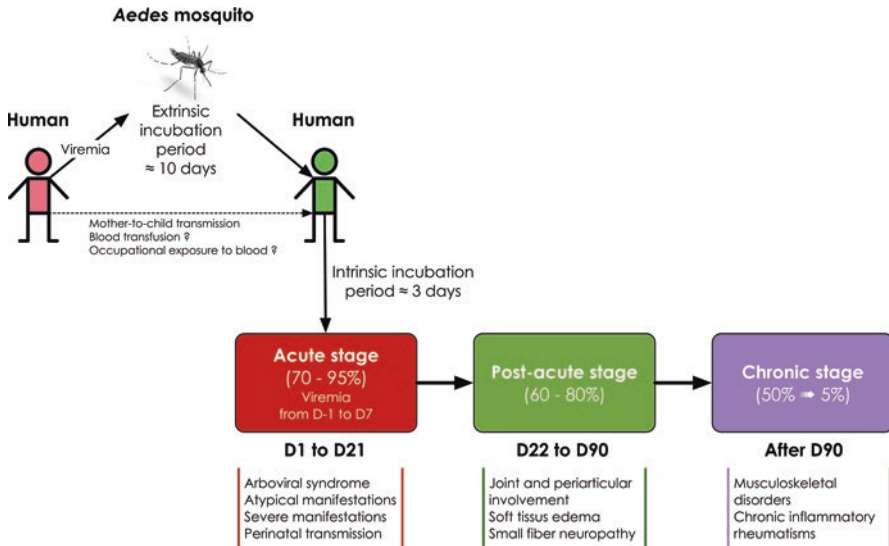 Aedes mosquito
Human
Viremia
Extrinsic
incubation
period
≈ 10 days
Human
Mother-to-child transmission
Blood transfusion ?
Occupational exposure to blood ?
Intrinsic incubation
period ≈ 3 days
Acute stage
(70 - 95%)
Viremia
from D-1 to D7
Post-acute stage
(60 - 80%)
Chronic stage
(50% ➡ 5%)
D1 to D21
D22 to D90
After D90
Arboviral syndrome
Atypical manifestations
Severe manifestations
Perinatal transmission
Joint and periarticular
involvement
Soft tissue edema
Small fiber neuropathy
Musculoskeletal
disorders
Chronic inflammatory
rheumatisms